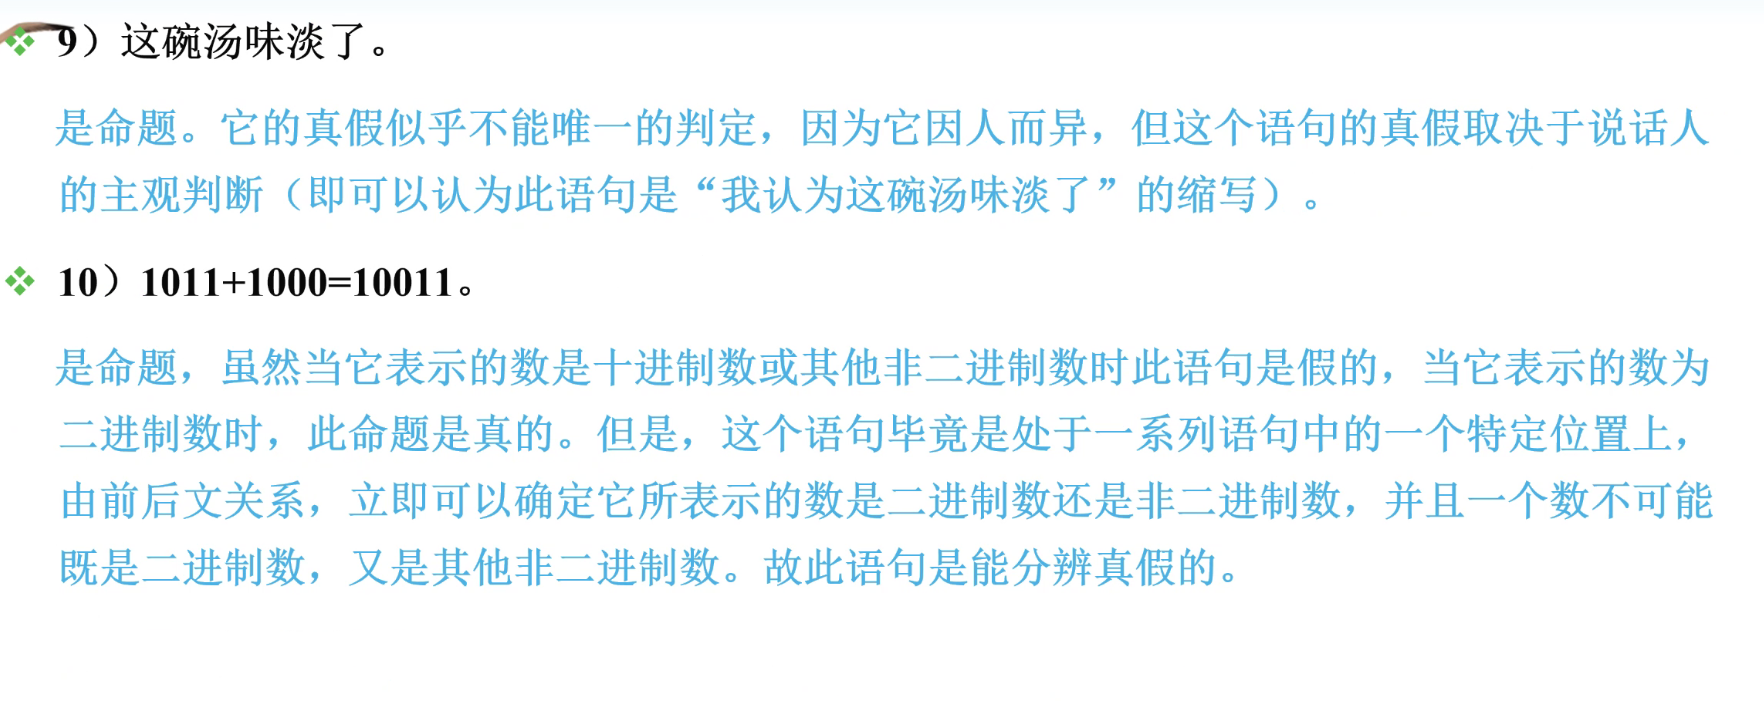 9）这碗汤味淡了。
是命题。它的真假似乎不能唯一的判定，因为它因人而异，但这个语句的真假取决于说话人
的主观判断（即可以认为此语句是“我认为这碗汤味淡了”的缩写）。
10）1011+1000=10011。
是命题，虽然当它表示的数是十进制数或其他非二进制数时此语句是假的，当它表示的数为
二进制数时，此命题是真的。但是，这个语句毕竟是处于一系列语句中的一个特定位置上，
由前后文关系，立即可以确定它所表示的数是二进制数还是非二进制数，并且一个数不可能
既是二进制数，又是其他非二进制数。故此语句是能分辨真假的。